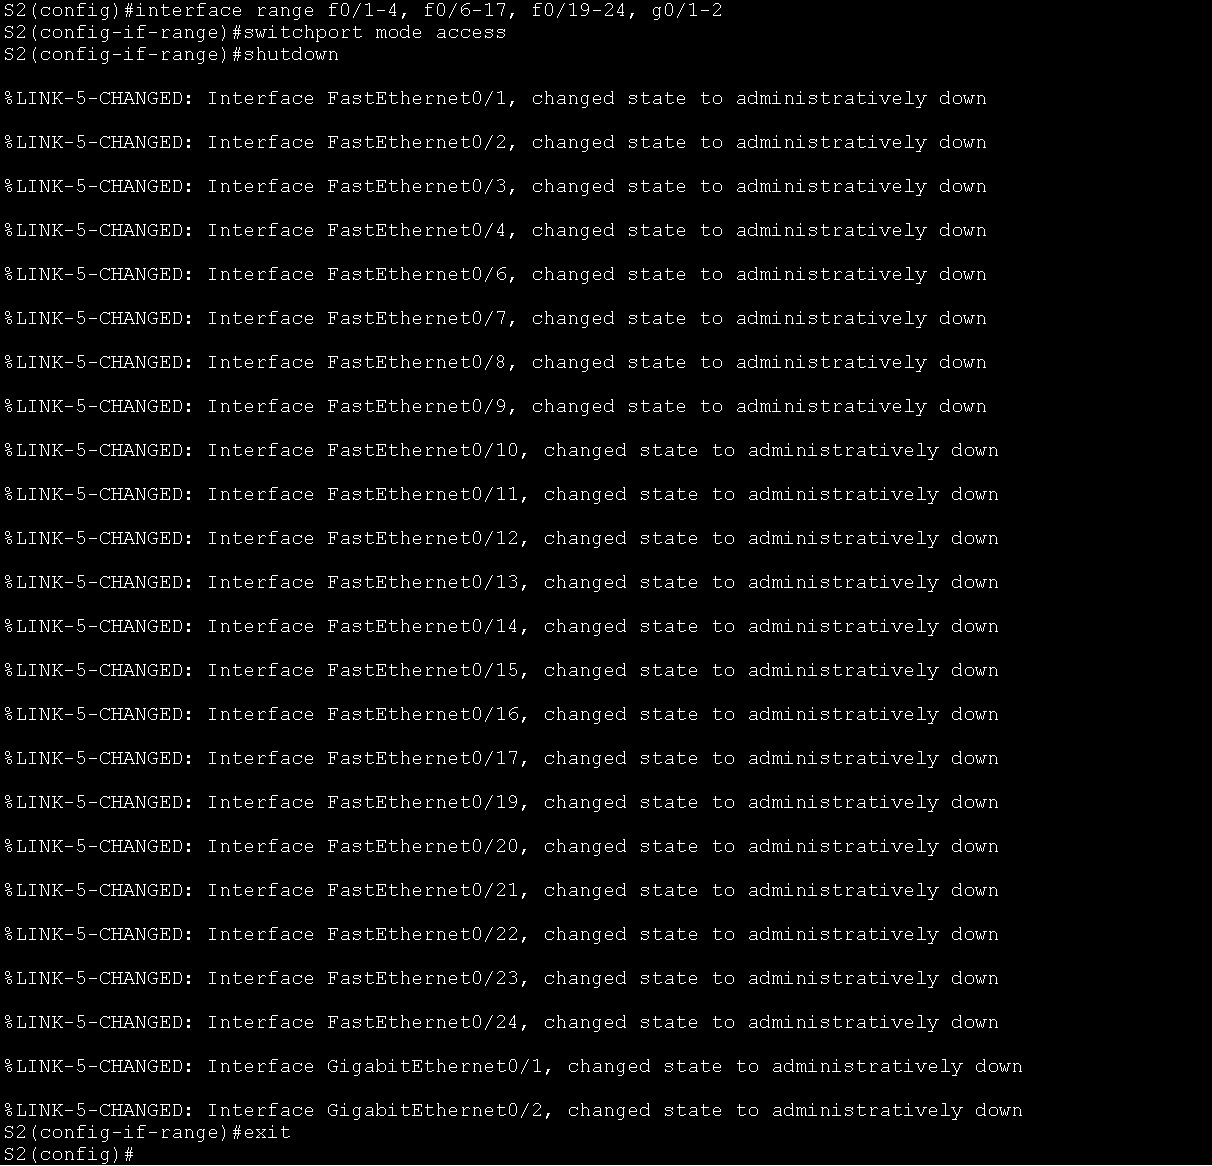 S2(config)#interface range f0/1-4, f0/6-17, f0/19-24, g0/1-2
S2(config-if-range)#switchport mode access
S2(config-if-range)#shutdown
%LINK-5-CHANGED: Interface FastEthernet0/1, changed state to administratively down
%LINK-5-CHANGED: Interface FastEthernet0/2, changed state to administratively down
%LINK-5-CHANGED: Interface FastEthernet0/3, changed state to administratively down
%LINK-5-CHANGED: Interface FastEthernet0/4, changed state to administratively down
%LINK-5-CHANGED: Interface FastEthernet0/6, changed state to administratively down
%LINK-5-CHANGED: Interface FastEthernet0/7, changed state to administratively down
%LINK-5-CHANGED: Interface FastEthernet0/8, changed state to administratively down
%LINK-5-CHANGED: Interface FastEthernet0/9, changed state to administratively down
%LINK-5-CHANGED: Interface FastEthernet0/10, changed state to administratively down
%LINK-5-CHANGED: Interface FastEthernet0/11, changed state to administratively down
%LINK-5-CHANGED: Interface FastEthernet0/12, changed state to administratively down
%LINK-5-CHANGED: Interface FastEthernet0/13, changed state to administratively down
%LINK-5-CHANGED: Interface FastEthernet0/14, changed state to administratively down
%LINK-5-CHANGED: Interface FastEthernet0/15, changed state to administratively down
%LINK-5-CHANGED: Interface FastEthernet0/16, changed state to administratively down
%LINK-5-CHANGED: Interface FastEthernet0/17, changed state to administratively down
%LINK-5-CHANGED: Interface FastEthernet0/19, changed state to administratively down
%LINK-5-CHANGED: Interface FastEthernet0/20, changed state to administratively down
%LINK-5-CHANGED: Interface FastEthernet0/21, changed state to administratively down
%LINK-5-CHANGED: Interface FastEthernet0/22, changed state to administratively down
%LINK-5-CHANGED: Interface FastEthernet0/23, changed state to administratively down
%LINK-5-CHANGED: Interface FastEthernet0/24, changed state to administratively down
%LINK-5-CHANGED: Interface GigabitEthernet0/1, changed state to administratively down
%LINK-5-CHANGED: Interface GigabitEthernet0/2, changed state to administratively down
S2(config-if-range)#exit
S2(config)#